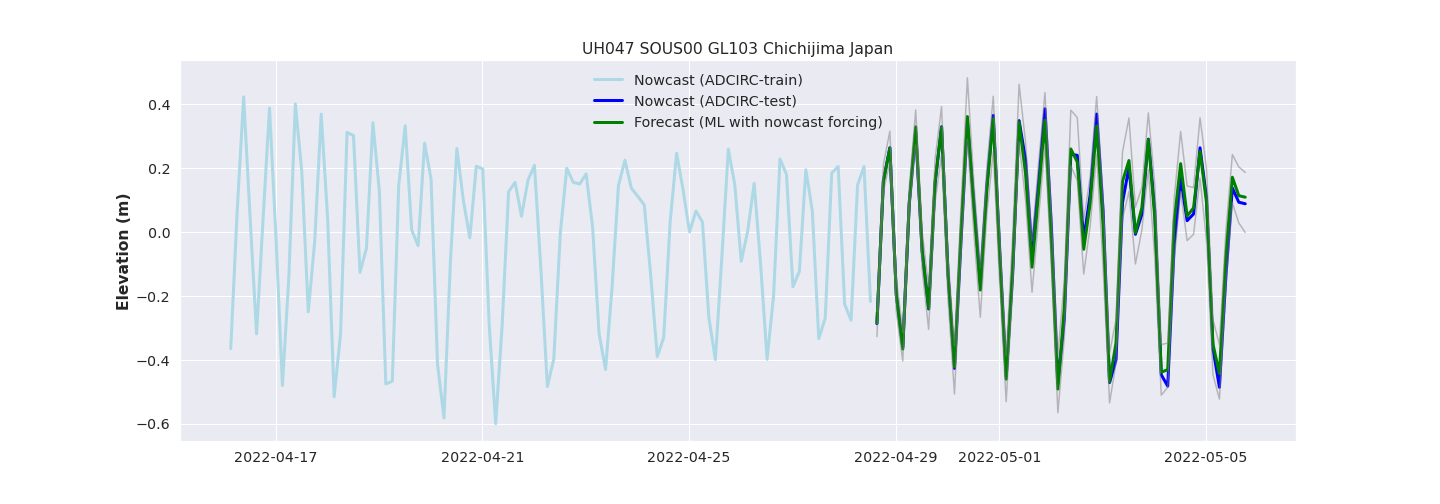 UH047 SOUS00 GL103 Chichijima Japan
Nowcast (ADCIRC-train)
Nowcast (ADCIRC-test)
Forecast (ML with nowcast forcing)
Elevation (m)
0.4
0.2
0.0
−0.2
−0.4
−0.6
2022-04-17 2022-04-21 2022-04-25 2022-04-29 2022-05-01 2022-05-05